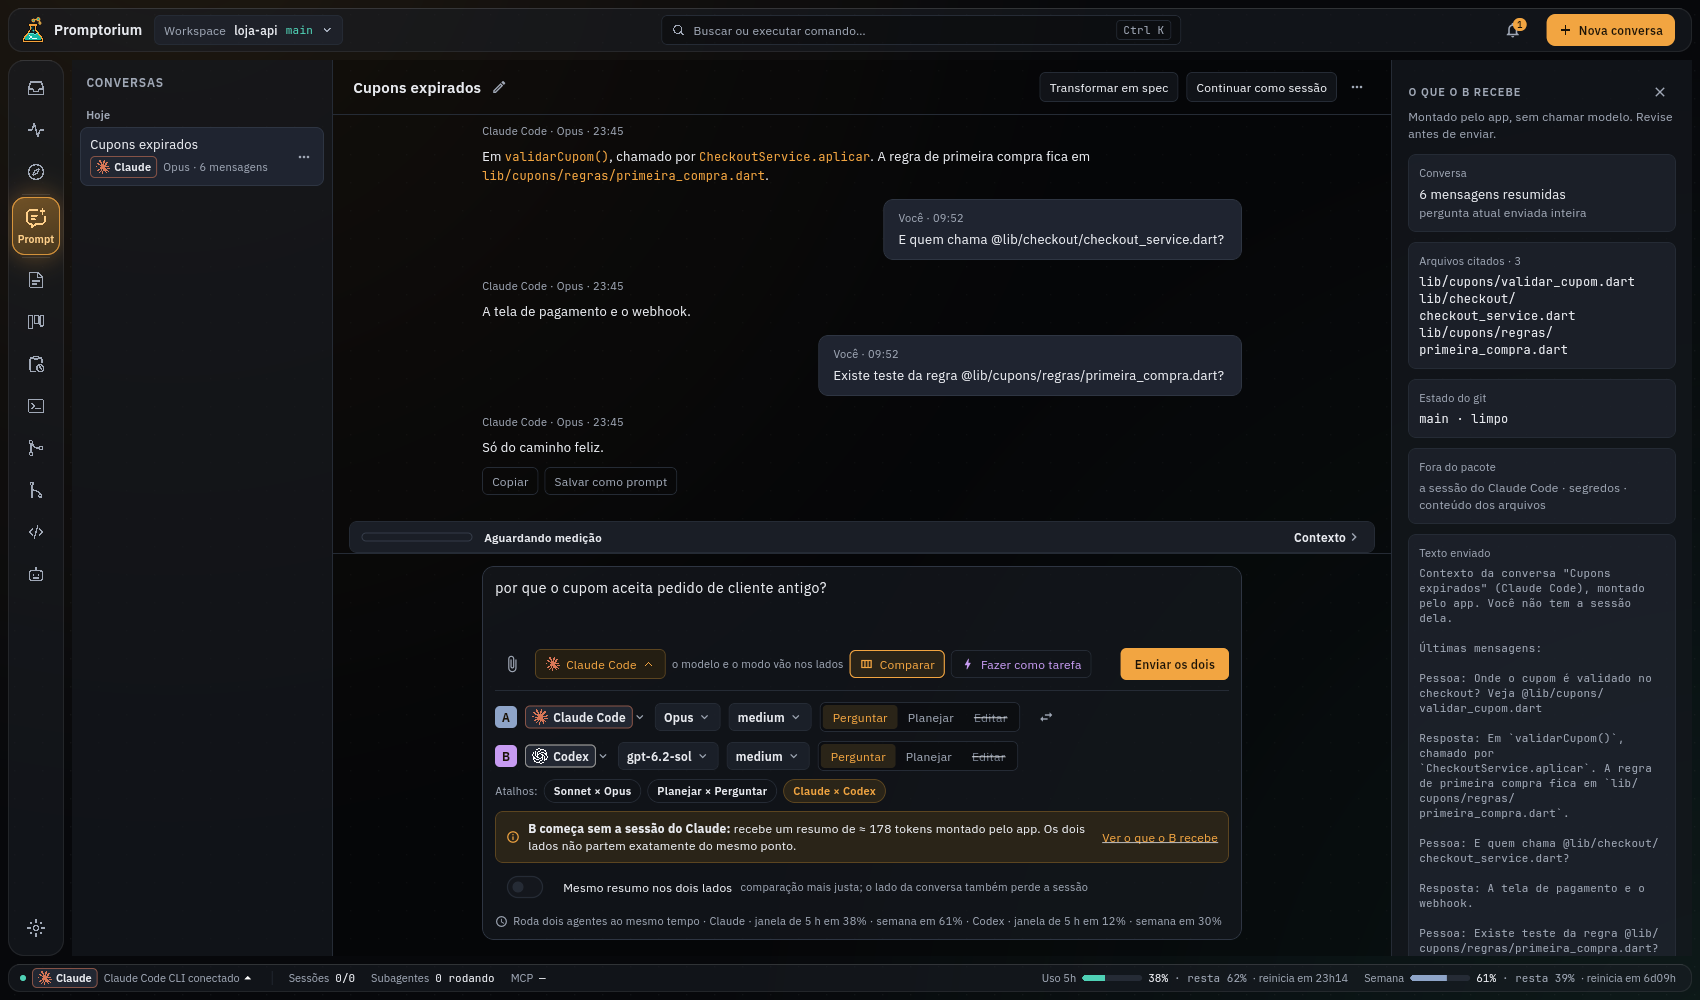 Promptorium
Workspace loja-api main
Buscar ou executar comando...
Ctrl K
1
Nova conversa
Prompt
CONVERSAS
Hoje
Cupons expirados
Claude Opus · 6 mensagens
Cupons expirados
Transformar em spec
Continuar como sessão
Claude Code · Opus · 23:45
Em validarCupom(), chamado por CheckoutService.aplicar. A regra de primeira compra fica em
lib/cupons/regras/primeira_compra.dart.
Você · 09:52
E quem chama @lib/checkout/checkout_service.dart?
Claude Code · Opus · 23:45
A tela de pagamento e o webhook.
Você · 09:52
Existe teste da regra @lib/cupons/regras/primeira_compra.dart?
Claude Code · Opus · 23:45
Só do caminho feliz.
Copiar
Salvar como prompt
Aguardando medição
Contexto
por que o cupom aceita pedido de cliente antigo?
Claude Code
o modelo e o modo vão nos lados
Comparar
Fazer como tarefa
Enviar os dois
A Claude Code Opus medium Perguntar Planejar Editar
B Codex gpt-6.2-sol medium Perguntar Planejar Editar
Atalhos: Sonnet × Opus Planejar × Perguntar Claude × Codex
B começa sem a sessão do Claude: recebe um resumo de ≈ 178 tokens montado pelo app. Os dois
lados não partem exatamente do mesmo ponto.
Ver o que o B recebe
Mesmo resumo nos dois lados comparação mais justa; o lado da conversa também perde a sessão
Roda dois agentes ao mesmo tempo · Claude · janela de 5 h em 38% · semana em 61% · Codex · janela de 5 h em 12% · semana em 30%
O QUE O B RECEBE
Montado pelo app, sem chamar modelo. Revise
antes de enviar.
Conversa
6 mensagens resumidas
pergunta atual enviada inteira
Arquivos citados · 3
lib/cupons/validar_cupom.dart
lib/checkout/
checkout_service.dart
lib/cupons/regras/
primeira_compra.dart
Estado do git
main · limpo
Fora do pacote
a sessão do Claude Code · segredos ·
conteúdo dos arquivos
Texto enviado
Contexto da conversa "Cupons
expirados" (Claude Code), montado
pelo app. Você não tem a sessão
dela.
Últimas mensagens:
Pessoa: Onde o cupom é validado no
checkout? Veja @lib/cupons/
validar_cupom.dart
Resposta: Em `validarCupom()`,
chamado por
`CheckoutService.aplicar`. A regra
de primeira compra fica em `lib/
cupons/regras/
primeira_compra.dart`.
Pessoa: E quem chama @lib/checkout/
checkout_service.dart?
Resposta: A tela de pagamento e o
webhook.
Pessoa: Existe teste da regra @lib/
cupons/regras/primeira_compra.dart?
Claude Claude Code CLI conectado
Sessões 0/0 Subagentes 0 rodando MCP —
Uso 5h 38% · resta 62% · reinicia em 23h14 Semana 61% · resta 39% · reinicia em 6d09h